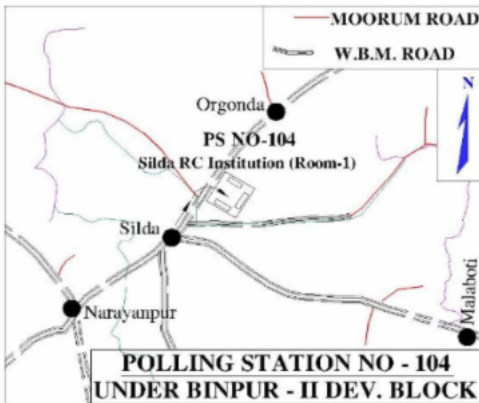 MOORUM ROAD
W.B.M. ROAD
N
Orgonda
PS NO-104
Silda RC Institution (Room-1)
Silda
Narayanpur
Malaboti
POLLING STATION NO - 104
UNDER BINPUR - II DEV. BLOCK